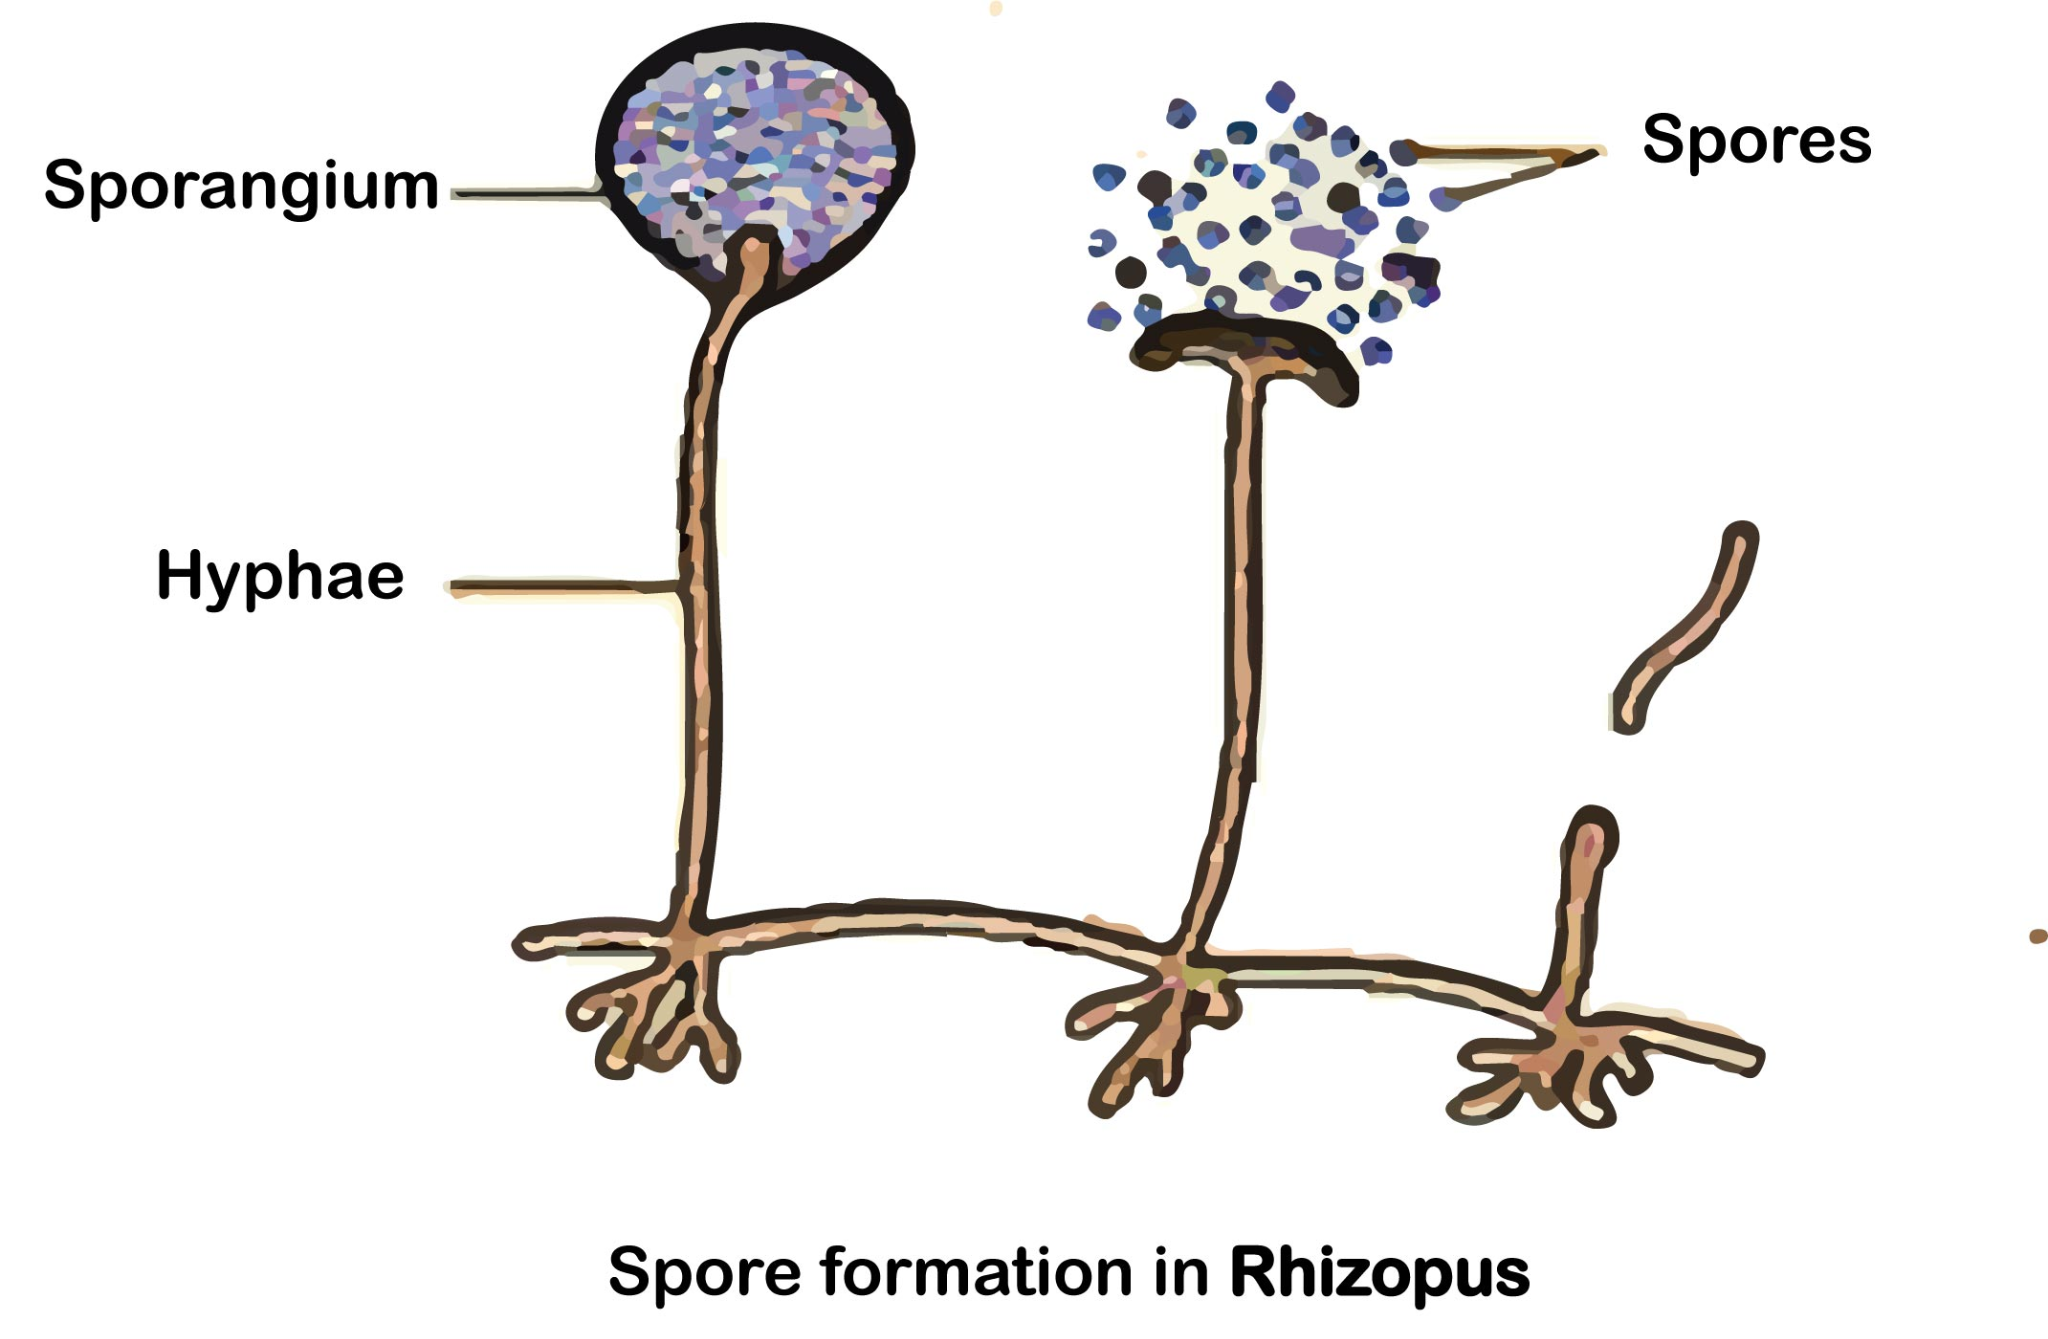 Sporangium
Spores
Hyphae
Spore formation in Rhizopus